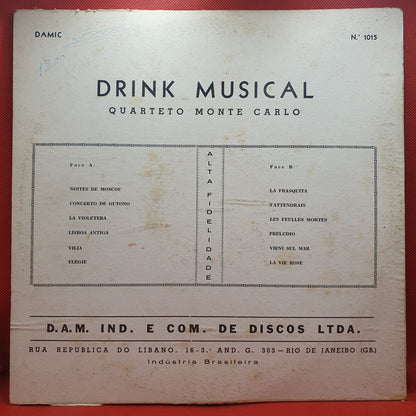 DAMIC
N.º 1015
DRINK MUSICAL
QUARTETO MONTE CARLO
Face A:
NOITES DE MOSCOU
CONCERTO DE OUTONO
LA VIOLETERA
LISBOA ANTIGA
VILIA
ELEGIE
ALTA FIDELIDADE
Face B:
LA FRASQUITA
J'ATTENDRAIS
LES FEULLES MORTES
PRELUDIO
VIENI SUL MAR
LA VIE ROSE
D.A.M. IND. E COM. DE DISCOS LTDA.
RUA REPUBLICA DO LIBANO, 16-3.º AND. G. 303 — RIO DE JANEIRO (GB)
Indústria Brasileira